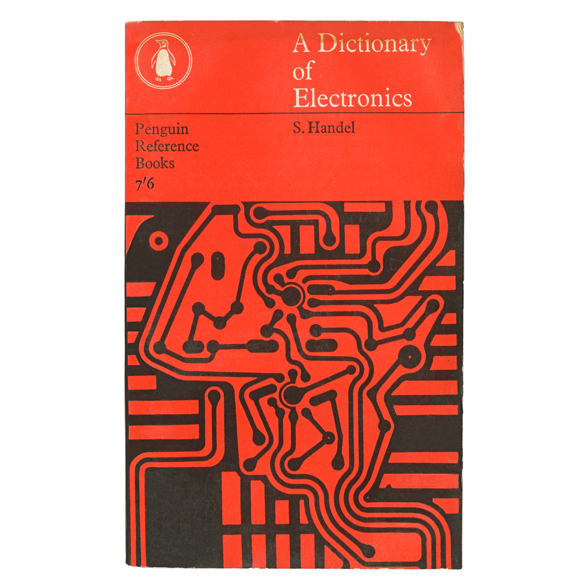 A Dictionary
of
Electronics
Penguin
Reference
Books
7'6
S. Handel